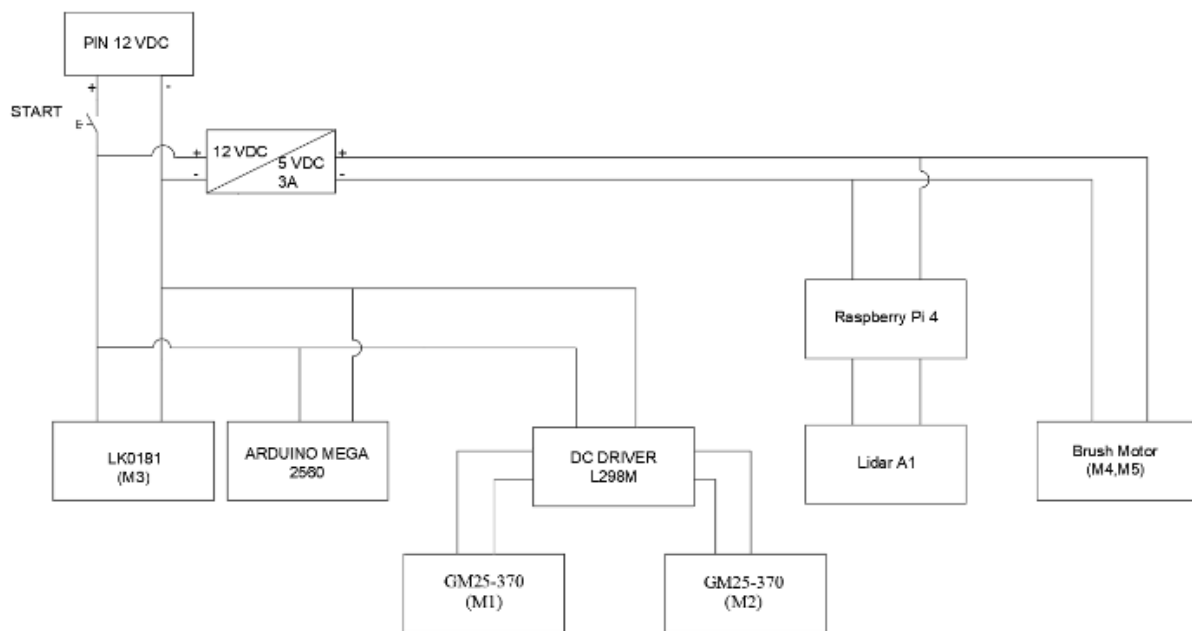 PIN 12 VDC
+
-
START
E
12 VDC
5 VDC
3A
+
-
+
-
Raspberry Pi 4
LK0181
(M3)
ARDUINO MEGA
2560
DC DRIVER
L298M
Lidar A1
Brush Motor
(M4,M5)
GM25-370
(M1)
GM25-370
(M2)